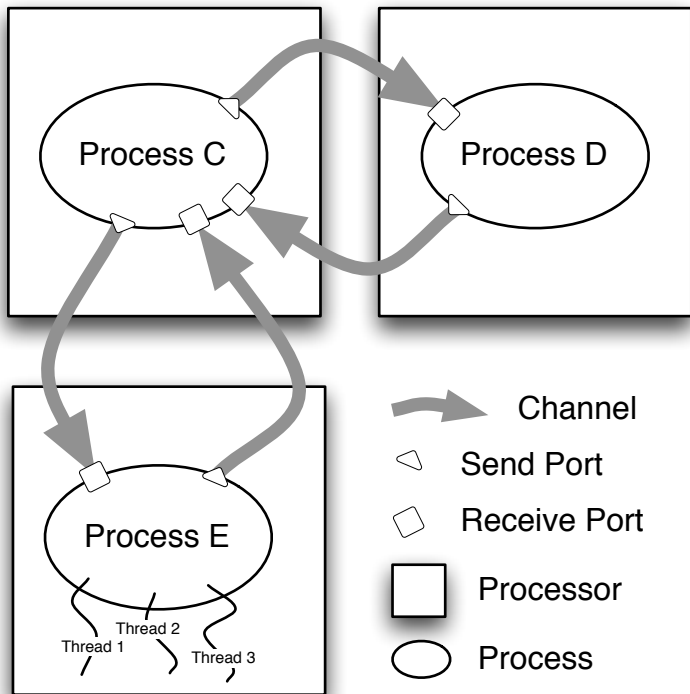 Process C
Process D
Process E
Thread 1
Thread 2
Thread 3
Channel
Send Port
Receive Port
Processor
Process